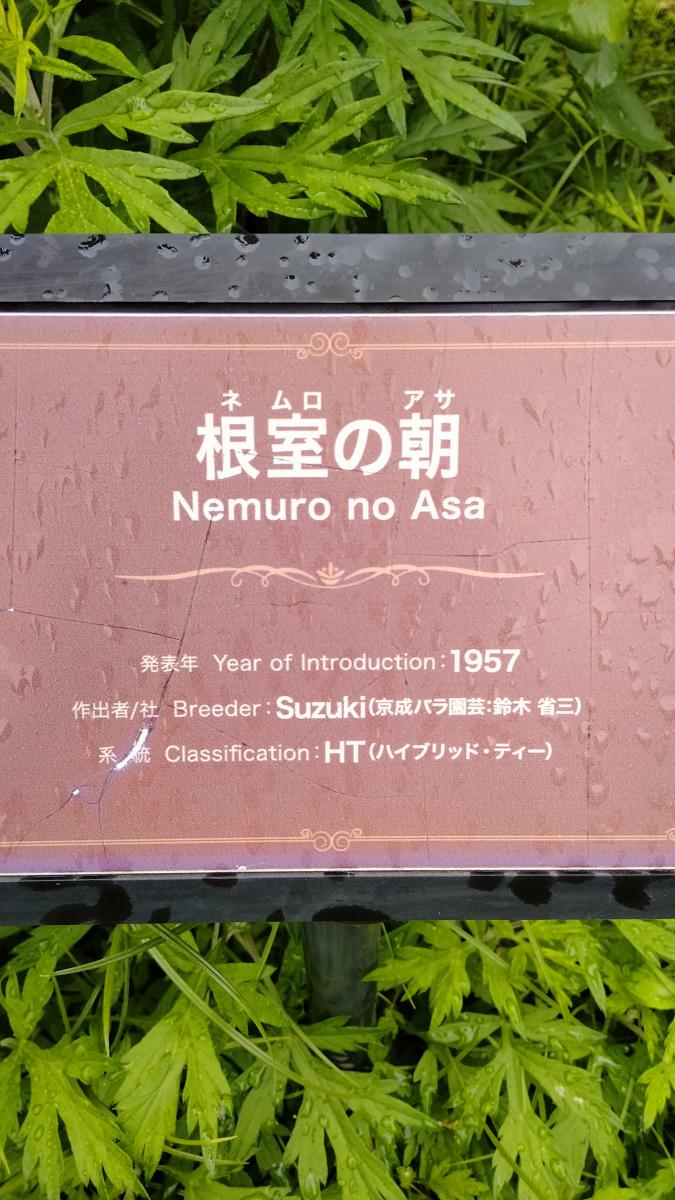 ネムロ アサ
根室の朝
Nemuro no Asa
発表年 Year of Introduction:1957
作出者/社 Breeder:Suzuki(京成バラ園芸:鈴木 省三)
系 統 Classification:HT(ハイブリッド・ティー)